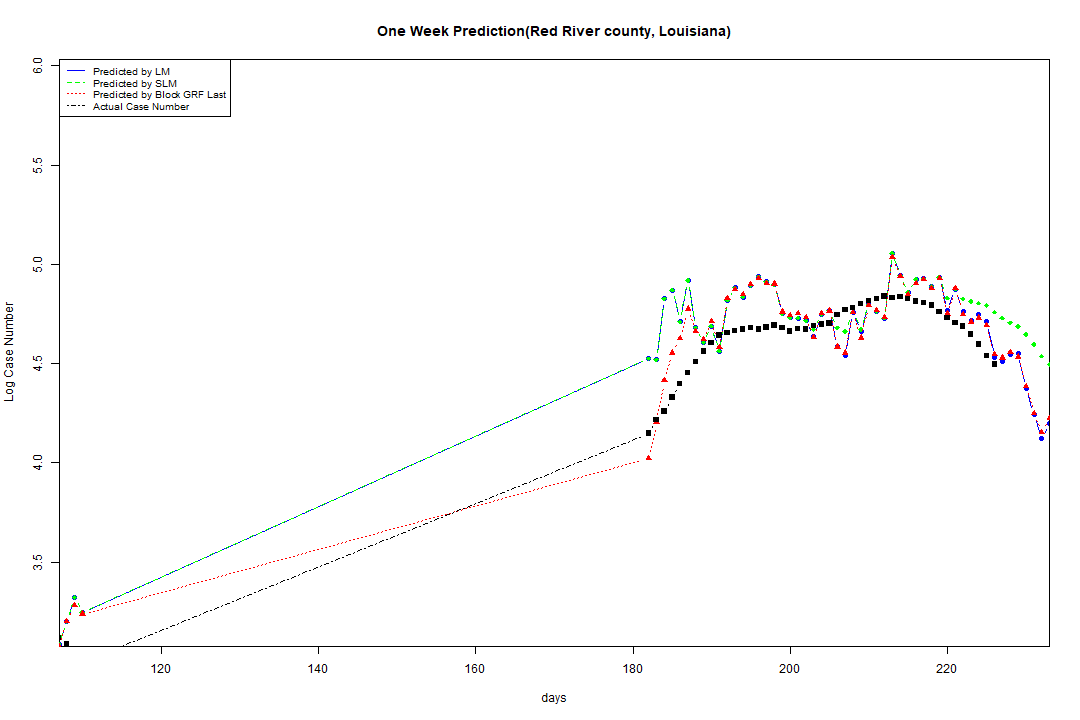 One Week Prediction(Red River county, Louisiana)
6.0
Predicted by LM
Predicted by SLM
Predicted by Block GRF Last
Actual Case Number
5.5
5.0
4.5
4.0
3.5
Log Case Number
120 140 160 180 200 220
days